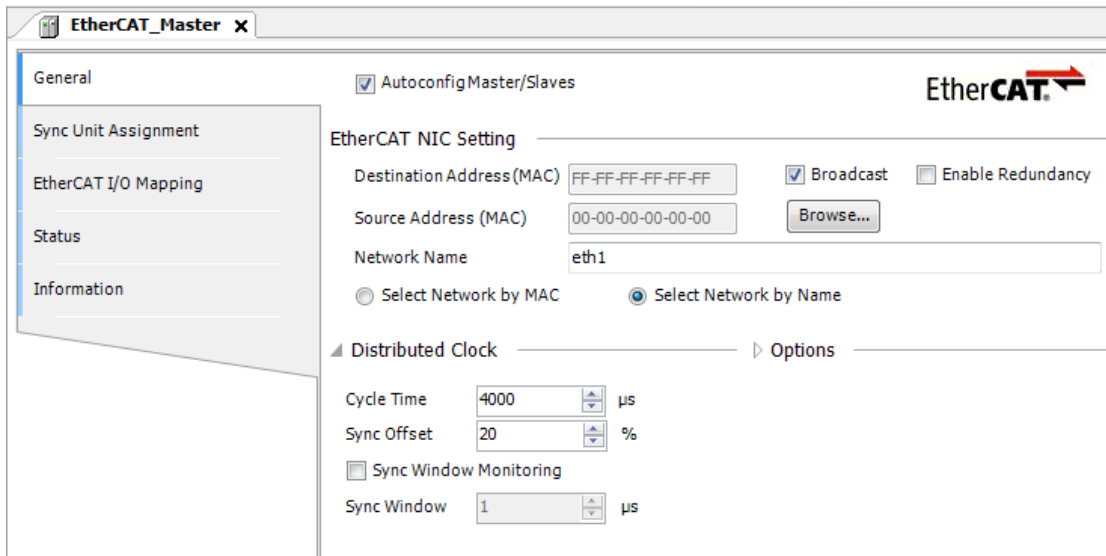 EtherCAT_Master X
General
Autoconfig Master/Slaves
EtherCAT.
Sync Unit Assignment
EtherCAT NIC Setting
EtherCAT I/O Mapping
Destination Address (MAC) FF-FF-FF-FF-FF-FF Broadcast Enable Redundancy
Source Address (MAC) 00-00-00-00-00-00 Browse...
Status
Network Name eth1
Information
Select Network by MAC Select Network by Name
Distributed Clock Options
Cycle Time 4000 µs
Sync Offset 20 %
Sync Window Monitoring
Sync Window 1 µs